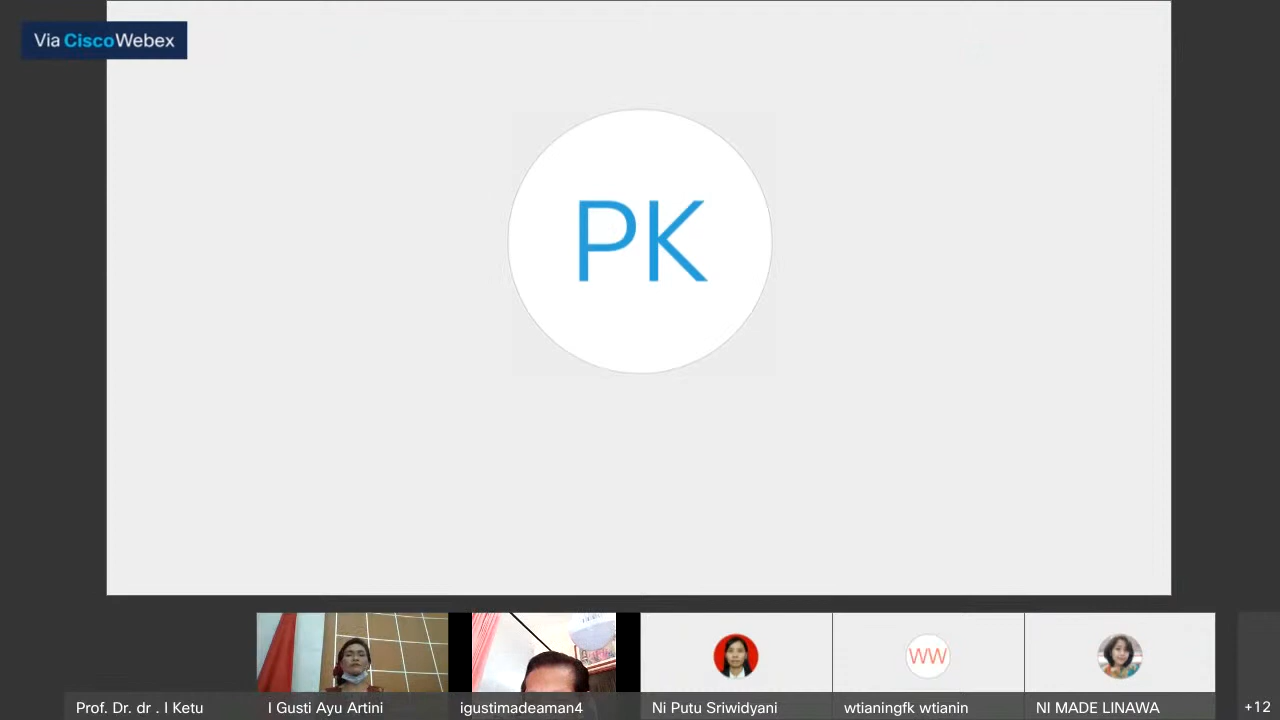 Via CiscoWebex
PK
WW
Prof. Dr. dr . I Ketu
I Gusti Ayu Artini
igustimadeaman4
Ni Putu Sriwidyani
wtianingfk wtianin
NI MADE LINAWA
+12